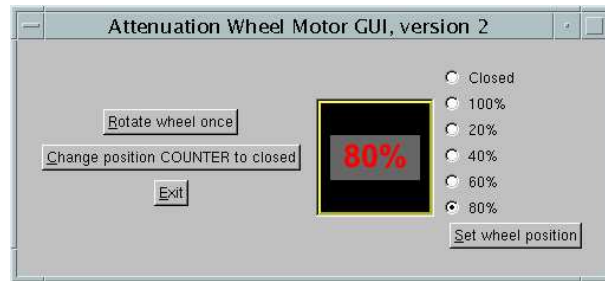 Attenuation Wheel Motor GUI, version 2
Rotate wheel once
Change position COUNTER to closed
Exit
80%
Closed
100%
20%
40%
60%
80%
Set wheel position